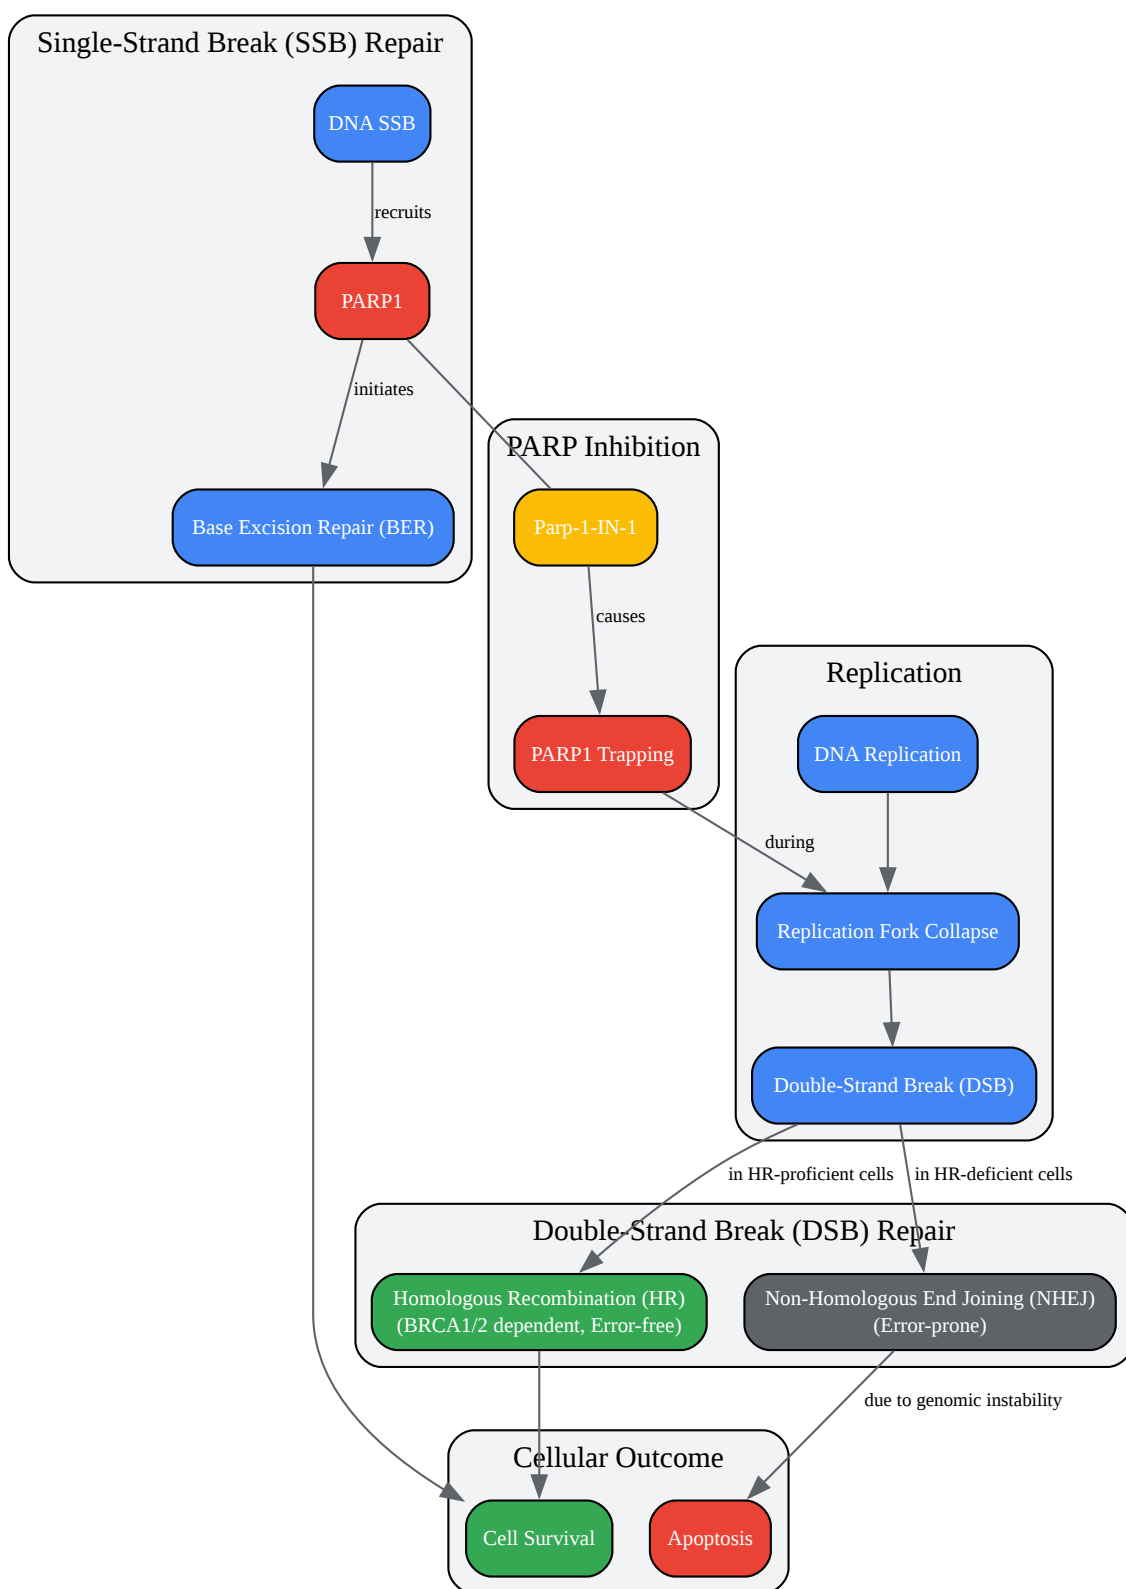 Single-Strand Break (SSB) Repair
DNA SSB
recruits
PARP1
initiates
PARP Inhibition
Base Excision Repair (BER)
Parp-1-IN-1
causes
Replication
PARP1 Trapping
DNA Replication
during
Replication Fork Collapse
Double-Strand Break (DSB)
in HR-proficient cells
in HR-deficient cells
Double-Strand Break (DSB) Repair
Homologous Recombination (HR)
(BRCA1/2 dependent, Error-free)
Non-Homologous End Joining (NHEJ)
(Error-prone)
due to genomic instability
Cellular Outcome
Cell Survival
Apoptosis